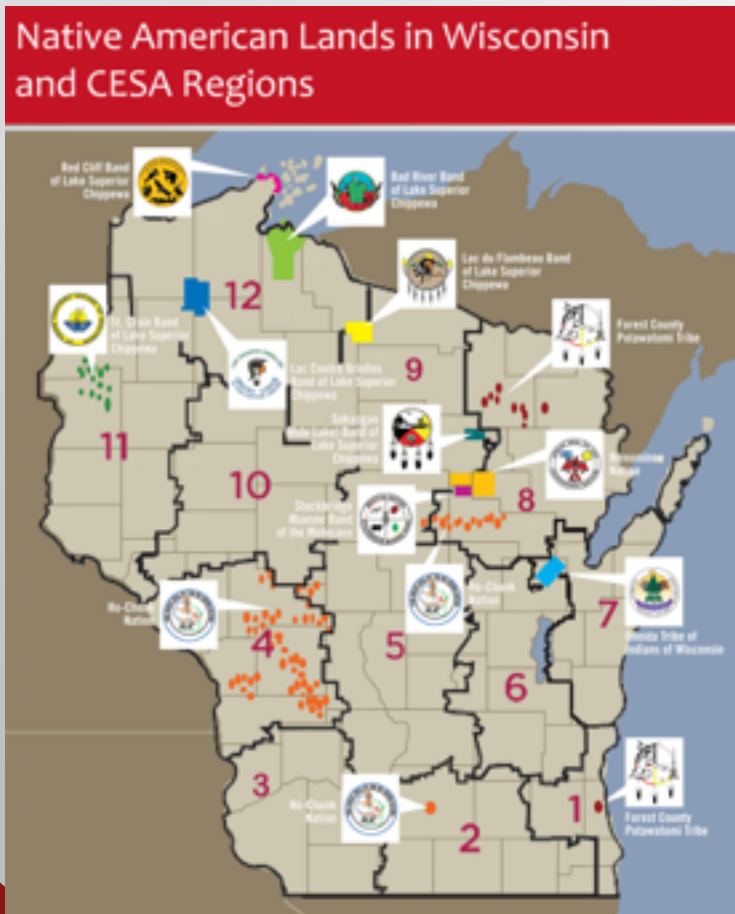 Native American Lands in Wisconsin
and CESA Regions
Red Cliff Band
of Lake Superior
Chippewa
Bad River Band
of Lake Superior
Chippewa
Lac du Flambeau Band
of Lake Superior
Chippewa
12
St. Croix Band
of Lake Superior
Chippewa
Forest County
Potawatomi Tribe
Lac Courte Oreilles
Band of Lake Superior
Chippewa
9
Sokaogon
Mole Lake) Band of
Lake Superior
Chippewa
11
10
Menominee
Nation
8
Stockbridge
Munsee Band
of the Mohicans
Ho-Chunk
Nation
Ho-Chunk
Nation
7
4
5
Oneida Tribe of
Indians of Wisconsin
6
3
Ho-Chunk
Nation
1
2
Forest County
Potawatomi Tribe